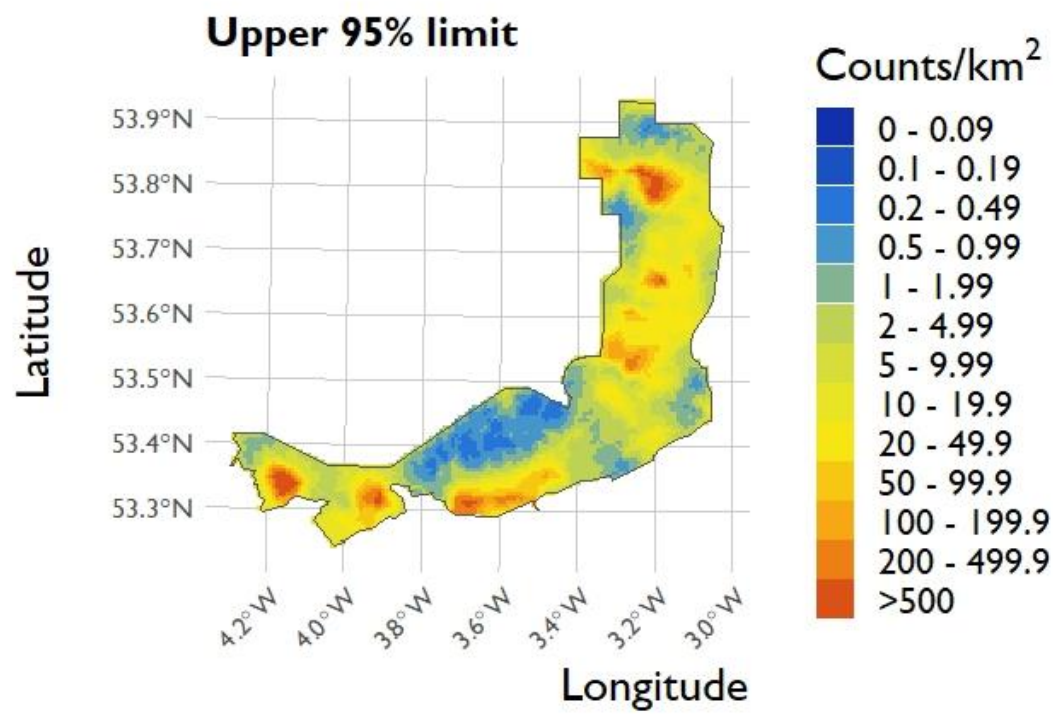 Upper 95% limit
Counts/km²
0 - 0.09
0.1 - 0.19
0.2 - 0.49
0.5 - 0.99
1 - 1.99
2 - 4.99
5 - 9.99
10 - 19.9
20 - 49.9
50 - 99.9
100 - 199.9
200 - 499.9
>500
Latitude
53.9°N
53.8°N
53.7°N
53.6°N
53.5°N
53.4°N
53.3°N
4.2°W
4.0°W
3.8°W
3.6°W
3.4°W
3.2°W
3.0°W
Longitude